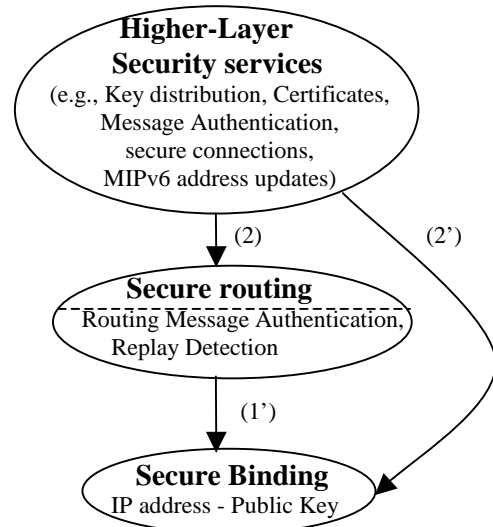 Higher-Layer
Security services
(e.g., Key distribution, Certificates,
Message Authentication,
secure connections,
MIPv6 address updates)
(2)
(2’)
Secure routing
Routing Message Authentication,
Replay Detection
(1’)
Secure Binding
IP address - Public Key